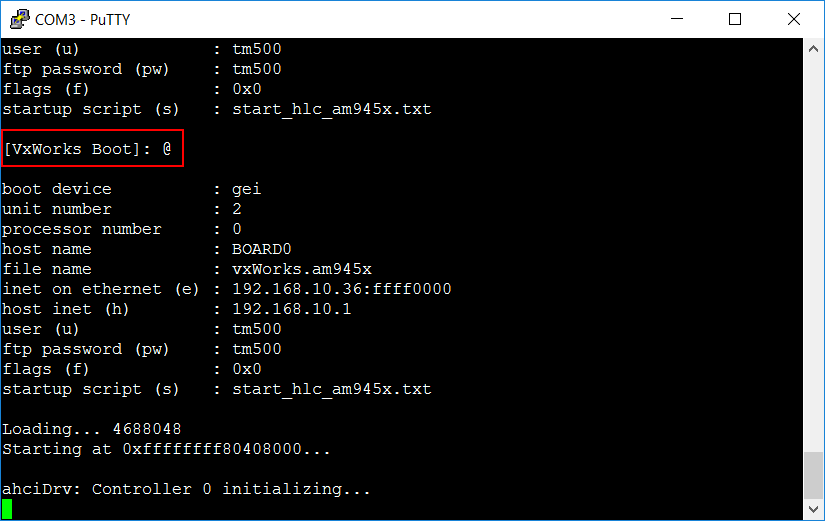 COM3 - PuTTY
user (u)             : tm500
ftp password (pw)    : tm500
flags (f)            : 0x0
startup script (s)   : start_hlc_am945x.txt
[VxWorks Boot]: @
boot device          : gei
unit number          : 2
processor number     : 0
host name            : BOARD0
file name            : vxWorks.am945x
inet on ethernet (e) : 192.168.10.36:ffff0000
host inet (h)        : 192.168.10.1
user (u)             : tm500
ftp password (pw)    : tm500
flags (f)            : 0x0
startup script (s)   : start_hlc_am945x.txt
Loading... 4688048
Starting at 0xffffffff80408000...
ahciDrv: Controller 0 initializing...